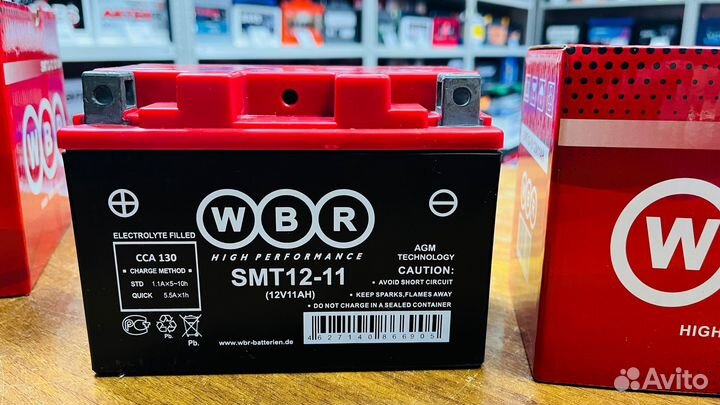 WBR
HIGH PERFORMANCE
SMT12-11
(12V11AH)
ELECTROLYTE FILLED
CCA 130
CHARGE METHOD
STD 1.1A×5~10h
QUICK 5.5A×1h
AGM
TECHNOLOGY
CAUTION:
• AVOID SHORT CIRCUIT
• KEEP SPARKS,FLAMES AWAY
• DO NOT CHARGE IN A SEALED CONTAINER
Pb
Pb.
www.wbr-batterien.de
4627140866905
W
HIGH
Avito